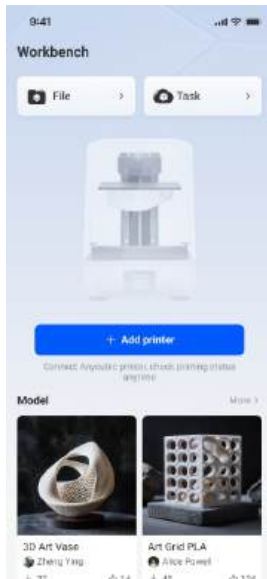 9:41
Workbench
File
Task
+ Add printer
Connect Anycubic printer, check printing status
anytime
Model
More >
3D Art Vase
Art Grid PLA
Zheng Ying
Alice Powell